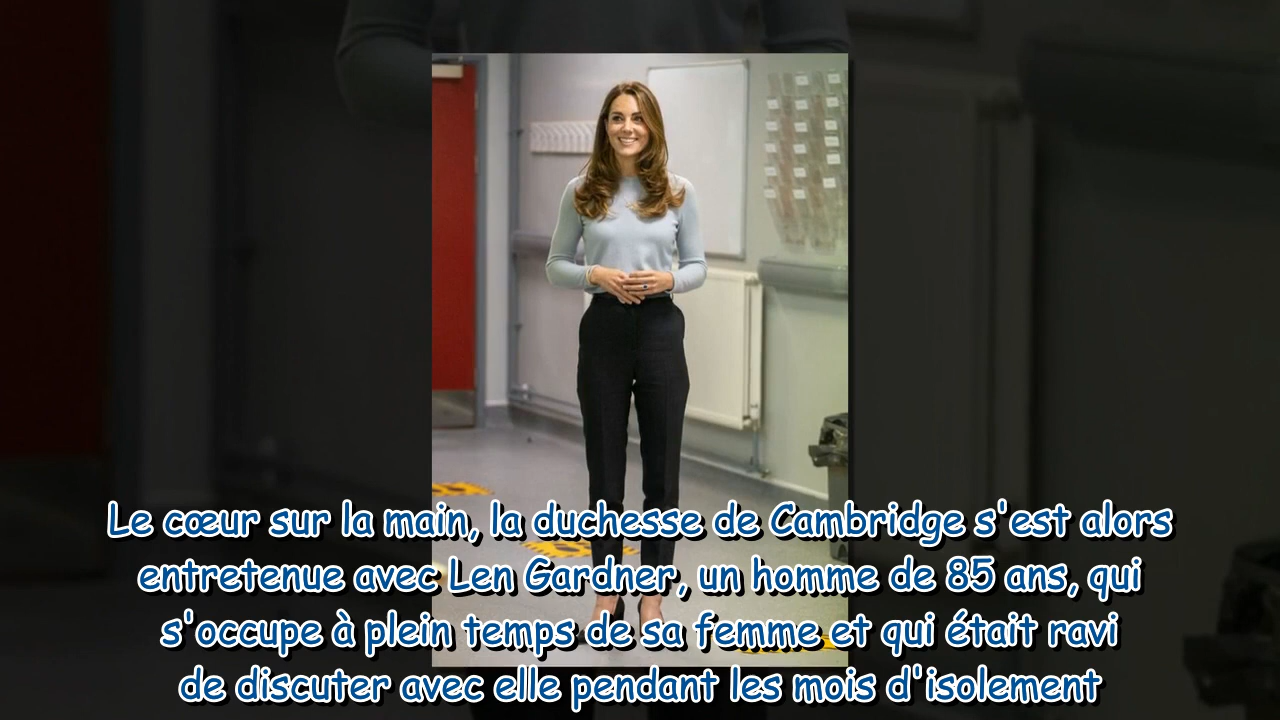 Le cœur sur la main, la duchesse de Cambridge s'est alors
entretenue avec Len Gardner, un homme de 85 ans, qui
s'occupe à plein temps de sa femme et qui était ravi
de discuter avec elle pendant les mois d'isolement